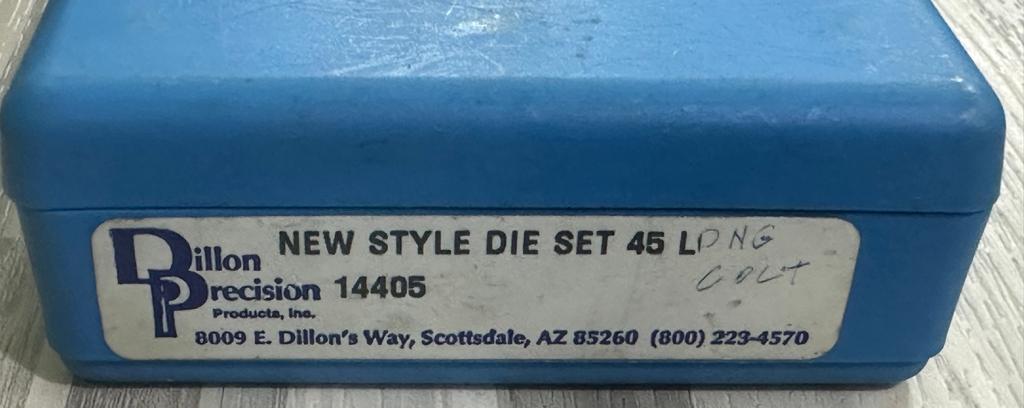 NEW STYLE DIE SET 45 LONG
COLT
Dillon
Precision 14405
Products, Inc.
8009 E. Dillon's Way, Scottsdale, AZ 85260 (800) 223-4570